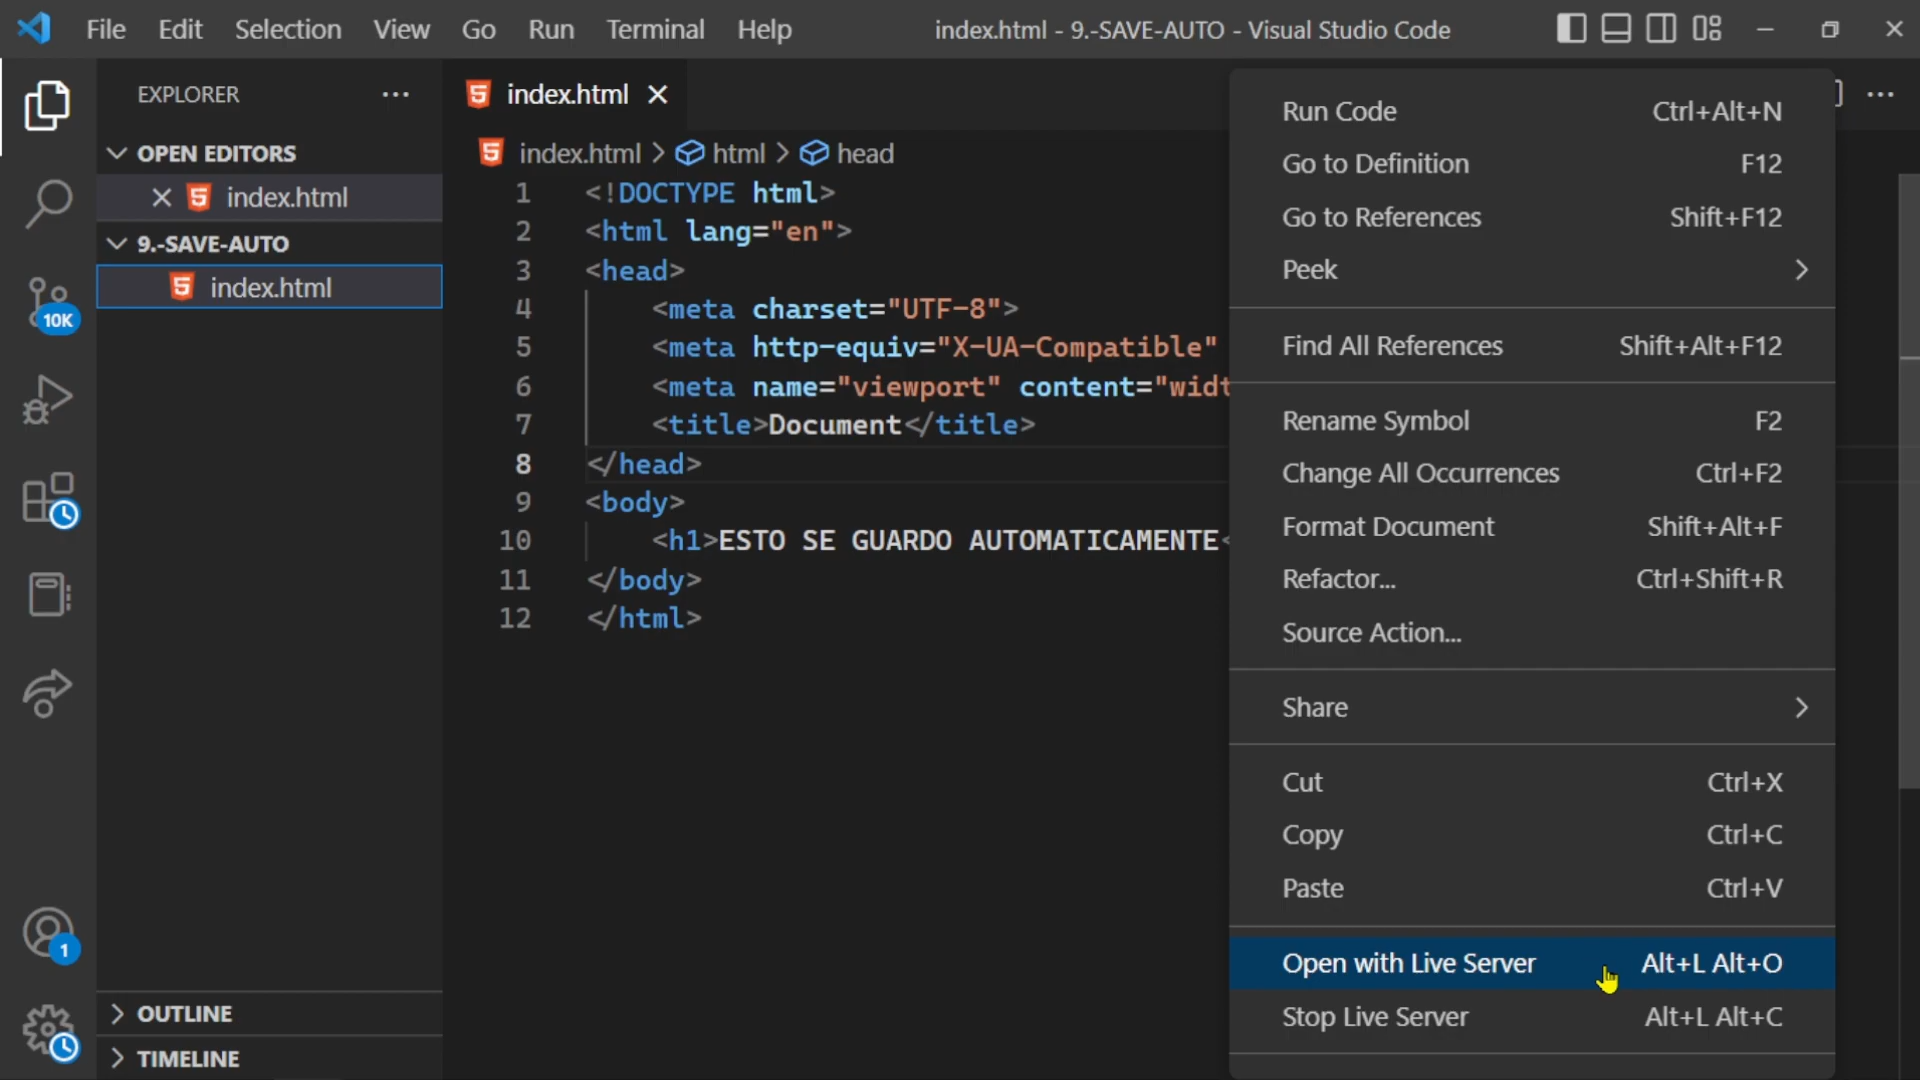 File Edit Selection View Go Run Terminal Help index.html - 9.-SAVE-AUTO - Visual Studio Code
EXPLORER
OPEN EDITORS
index.html
9.-SAVE-AUTO
index.html
10K
1
OUTLINE
TIMELINE
index.html
index.html > html > head
1 <!DOCTYPE html>
2 <html lang="en">
3 <head>
4 <meta charset="UTF-8">
5 <meta http-equiv="X-UA-Compatible"
6 <meta name="viewport" content="widt
7 <title>Document</title>
8 </head>
9 <body>
10 <h1>ESTO SE GUARDO AUTOMATICAMENTE<
11 </body>
12 </html>
Run Code Ctrl+Alt+N
Go to Definition F12
Go to References Shift+F12
Peek
Find All References Shift+Alt+F12
Rename Symbol F2
Change All Occurrences Ctrl+F2
Format Document Shift+Alt+F
Refactor... Ctrl+Shift+R
Source Action...
Share
Cut Ctrl+X
Copy Ctrl+C
Paste Ctrl+V
Open with Live Server Alt+L Alt+O
Stop Live Server Alt+L Alt+C